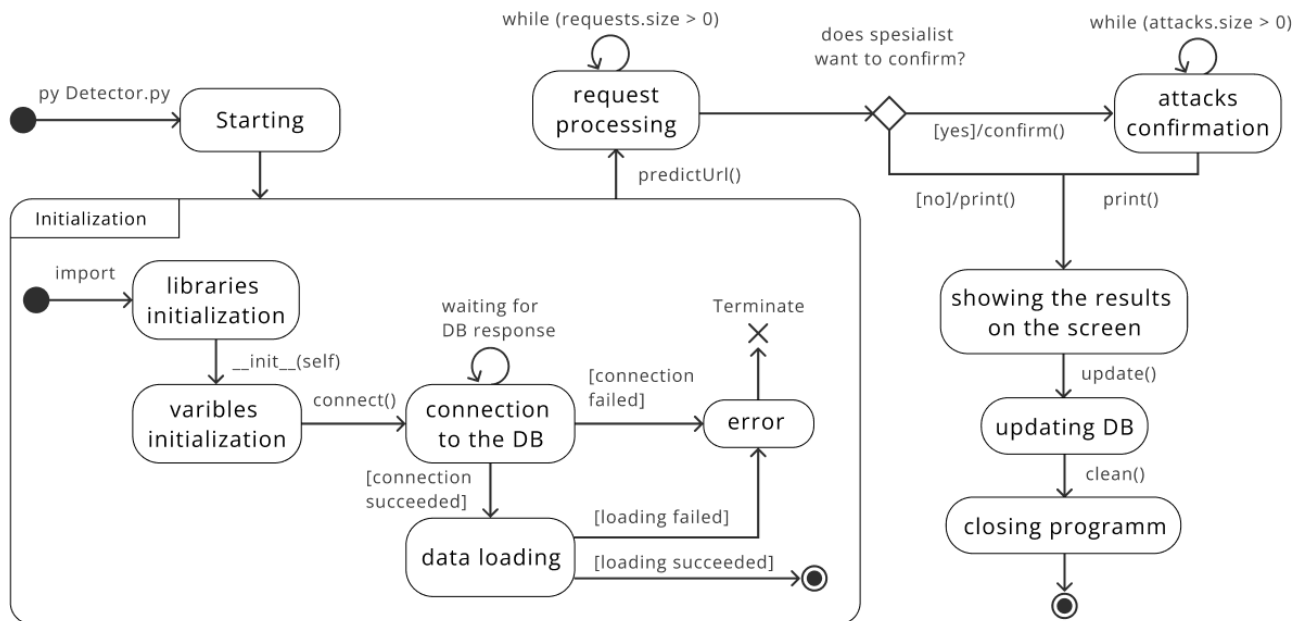 while (requests.size > 0)
does spesialist
want to confirm?
while (attacks.size > 0)
py Detector.py
Starting
request
processing
[yes]/confirm()
attacks
confirmation
predictUrl()
[no]/print()
print()
Initialization
import
libraries
initialization
__init__(self)
varibles
initialization
connect()
waiting for
DB response
connection
to the DB
[connection
failed]
Terminate
error
[connection
succeeded]
data loading
[loading failed]
[loading succeeded]
showing the results
on the screen
update()
updating DB
clean()
closing programm